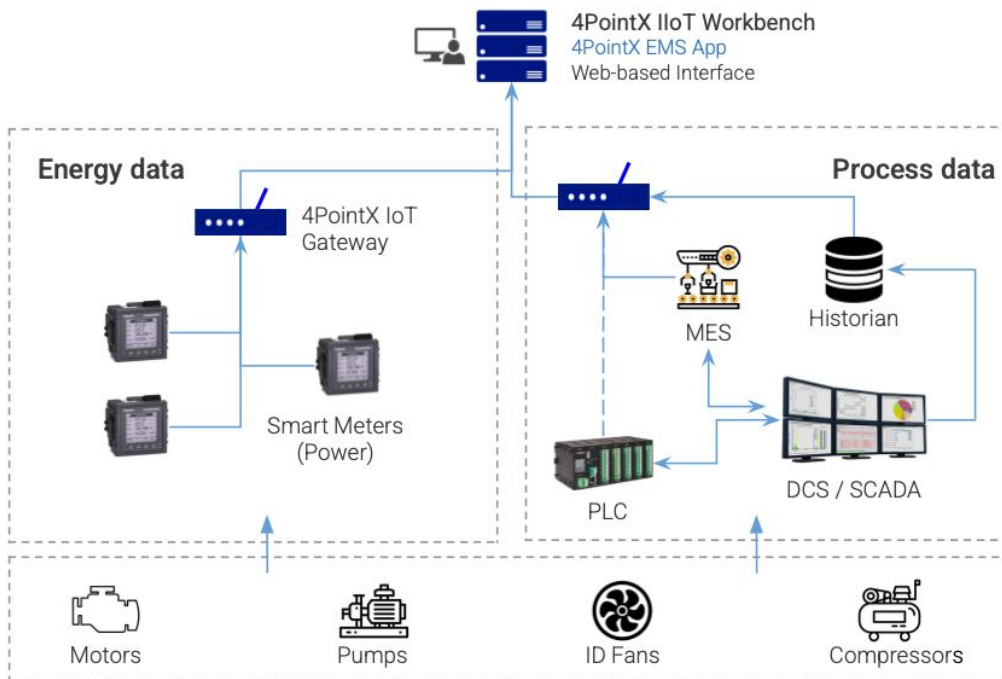 4PointX IIoT Workbench
4PointX EMS App
Web-based Interface
Energy data
Process data
4PointX IoT
Gateway
MES
Historian
Smart Meters
(Power)
PLC
DCS / SCADA
Motors
Pumps
ID Fans
Compressors